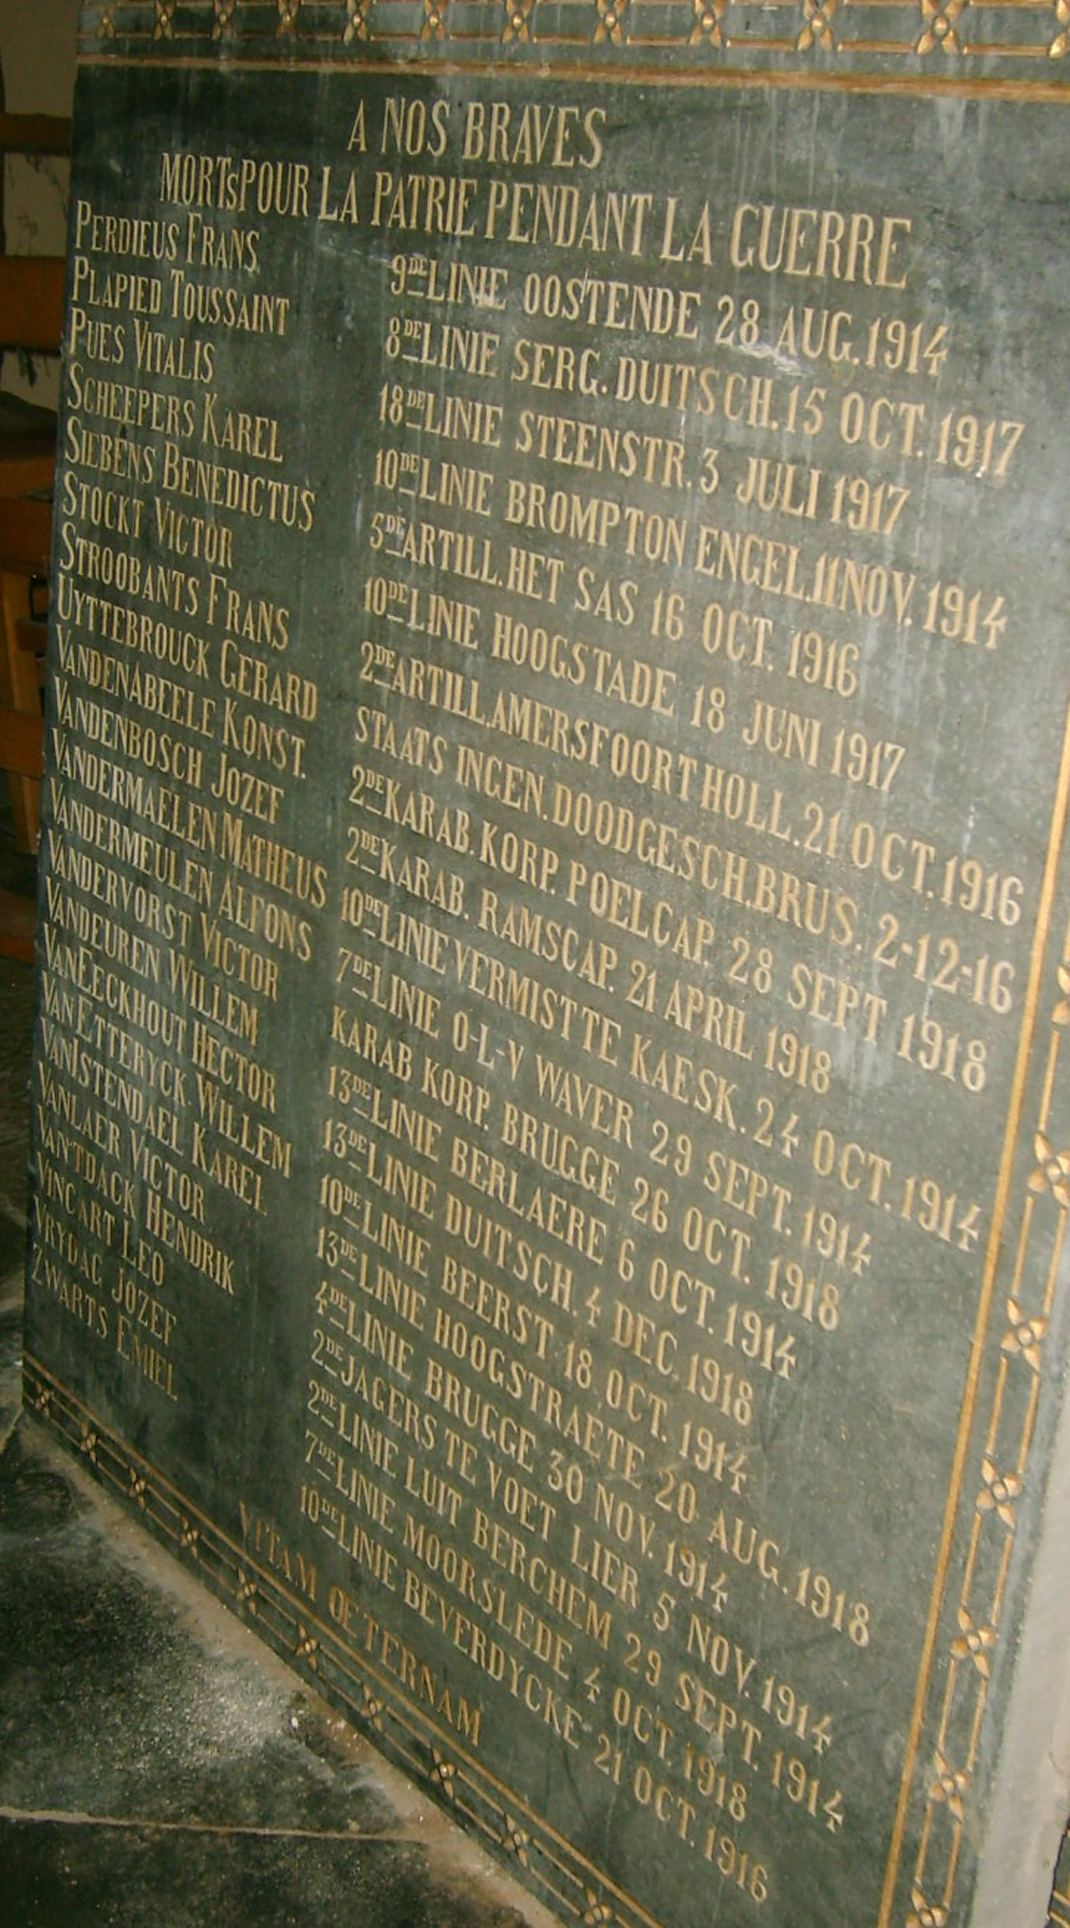 A NOS BRAVES
MORTS POUR LA PATRIE PENDANT LA GUERRE
PERDIEUS FRANS 9DE LINIE OOSTENDE 28 AUG. 1914
PLAPIED TOUSSAINT 8DE LINIE SERG. DUITSCH. 15 OCT. 1917
PUES VITALIS 18DE LINIE STEENSTR. 3 JULI 1917
SCHEEPERS KAREL 10DE LINIE BROMPTON ENGEL. 11 NOV. 1914
SIEBENS BENEDICTUS 5DE ARTILL. HET SAS 16 OCT. 1916
STOCKT VICTOR 10DE LINIE HOOGSTADE 18 JUNI 1917
STROOBANTS FRANS 2DE ARTILL. AMERSFOORT HOLL. 21 OCT. 1916
UYTTEBROUCK GERARD STAATS INGEN. DOODGESCH. BRUS. 2-12-16
VANDENABEELE KONST. 2DE KARAB. KORP. POELCAP. 28 SEPT 1918
VANDENBOSCH JOZEF 2DE KARAB. RAMSCAP. 21 APRIL 1918
VANDERMAELEN MATHEUS 10DE LINIE VERMISTTE KAESK. 24 OCT. 1914
VANDERMEULEN ALFONS 7DE LINIE O-L-V WAVER 29 SEPT. 1914
VANDERVORST VICTOR KARAB KORP. BRUGGE 26 OCT. 1918
VANDEUREN WILLEM 13DE LINIE BERLAERE 6 OCT. 1914
VANEECKHOUT HECTOR 13DE LINIE DUITSCH. 4 DEC. 1918
VANETTERYCK WILLEM 10DE LINIE BEERST 18 OCT. 1914
VANISTENDAEL KAREL 13DE LINIE HOOGSTRAETE 20 AUG. 1918
VANLAER VICTOR 4DE LINIE BRUGGE 30 NOV. 1914
VAN'TDACK HENDRIK 2DE JAGERS TE VOET LIER 5 NOV. 1914
VINCART LEO 2DE LINIE LUIT BERCHEM 29 SEPT. 1914
VRYDAG JOZEF 7DE LINIE MOORSLEDE 4 OCT. 1918
ZWARTS EMIEL 10DE LINIE BEVERDYCKE 21 OCT. 1916
VITAM OETERNAM